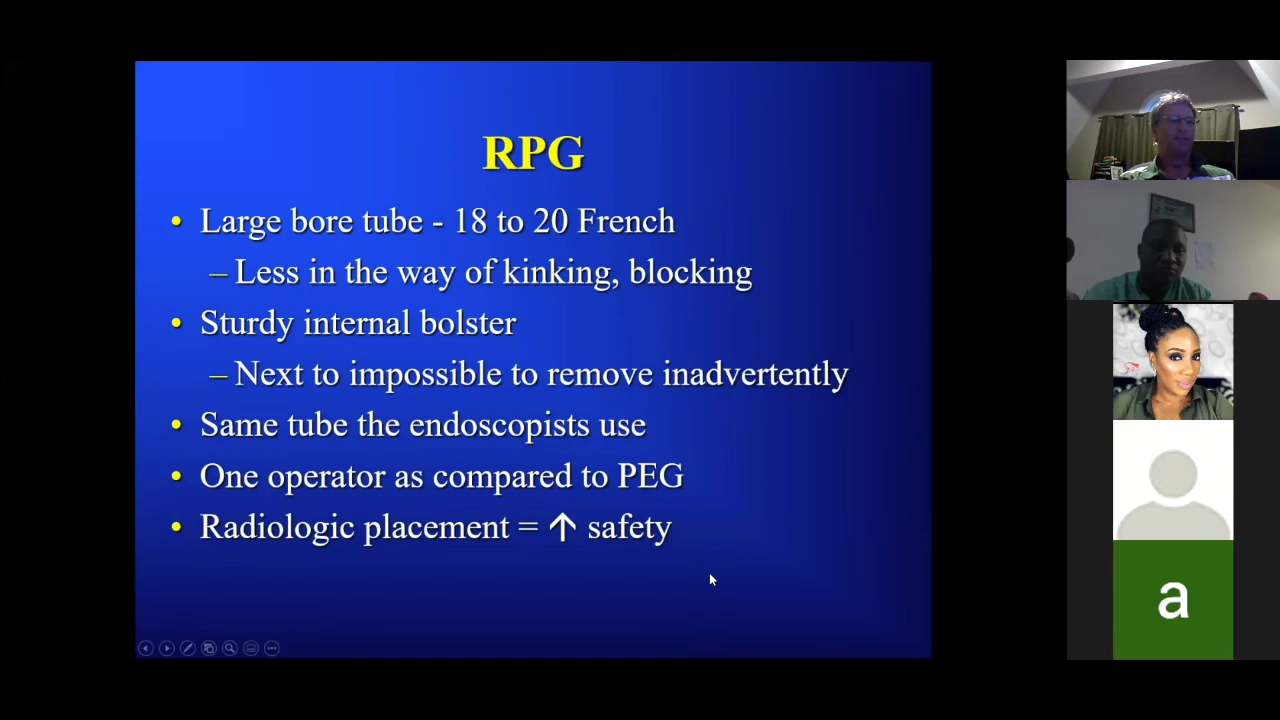 RPG
• Large bore tube - 18 to 20 French
– Less in the way of kinking, blocking
• Sturdy internal bolster
– Next to impossible to remove inadvertently
• Same tube the endoscopists use
• One operator as compared to PEG
• Radiologic placement = ↑ safety
a